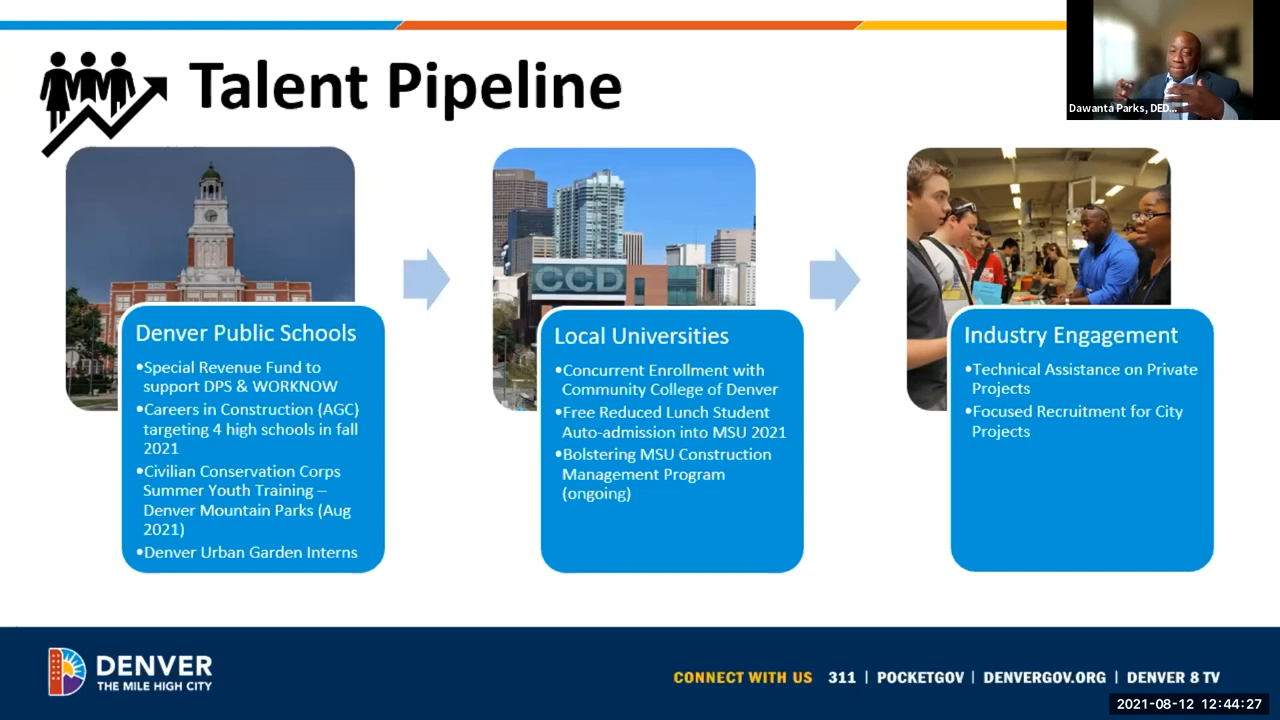 Talent Pipeline
Dawanta Parks, DED...
CCD
Denver Public Schools
•Special Revenue Fund to
support DPS & WORKNOW
•Careers in Construction (AGC)
targeting 4 high schools in fall
2021
•Civilian Conservation Corps
Summer Youth Training –
Denver Mountain Parks (Aug
2021)
•Denver Urban Garden Interns
Local Universities
•Concurrent Enrollment with
Community College of Denver
•Free Reduced Lunch Student
Auto-admission into MSU 2021
•Bolstering MSU Construction
Management Program
(ongoing)
Industry Engagement
•Technical Assistance on Private
Projects
•Focused Recruitment for City
Projects
DENVER
THE MILE HIGH CITY
CONNECT WITH US 311 | POCKETGOV | DENVERGOV.ORG | DENVER 8 TV
2021-08-12 12:44:27